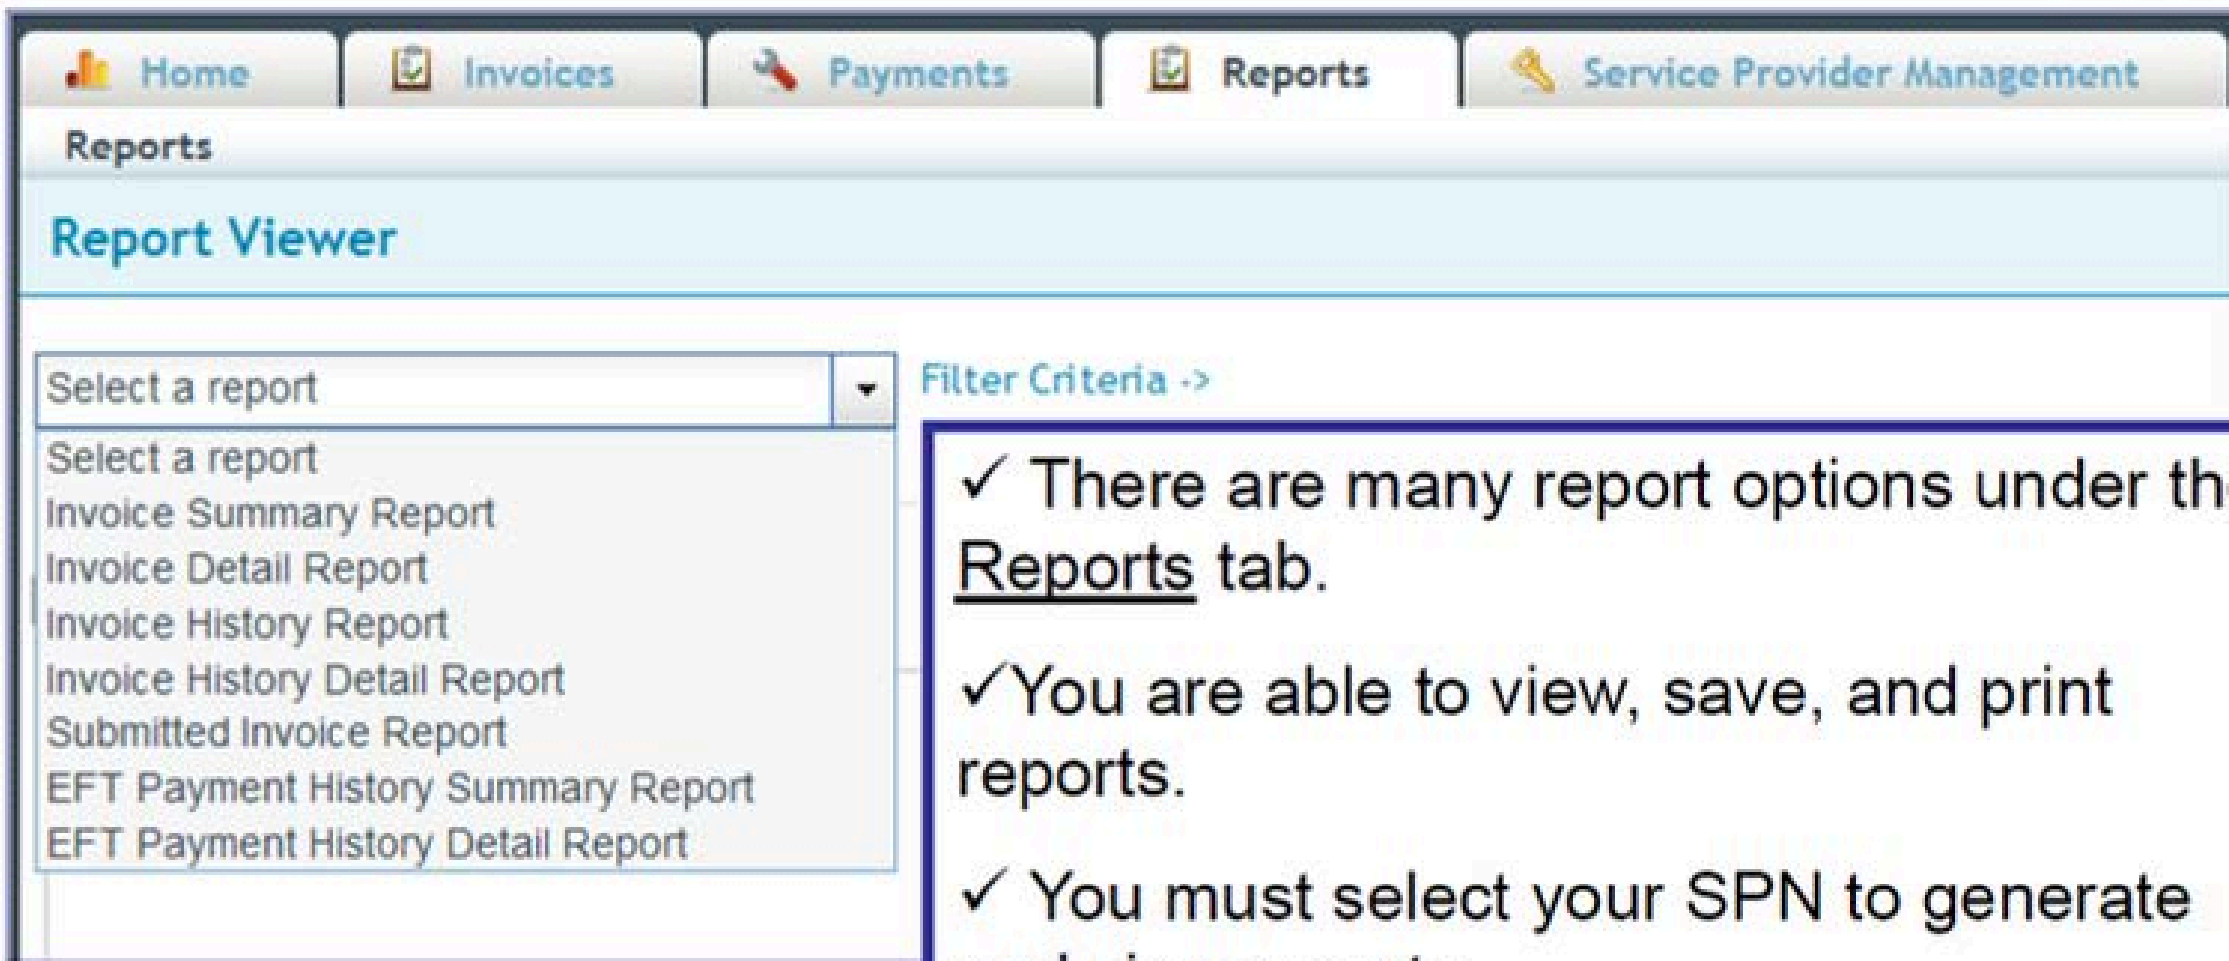 Home Invoices Payments Reports Service Provider Management
Reports
Report Viewer
Select a report
Filter Criteria ->
Select a report
Invoice Summary Report
Invoice Detail Report
Invoice History Report
Invoice History Detail Report
Submitted Invoice Report
EFT Payment History Summary Report
EFT Payment History Detail Report
✓ There are many report options under
Reports tab.
✓You are able to view, save, and print
reports.
✓ You must select your SPN to generate